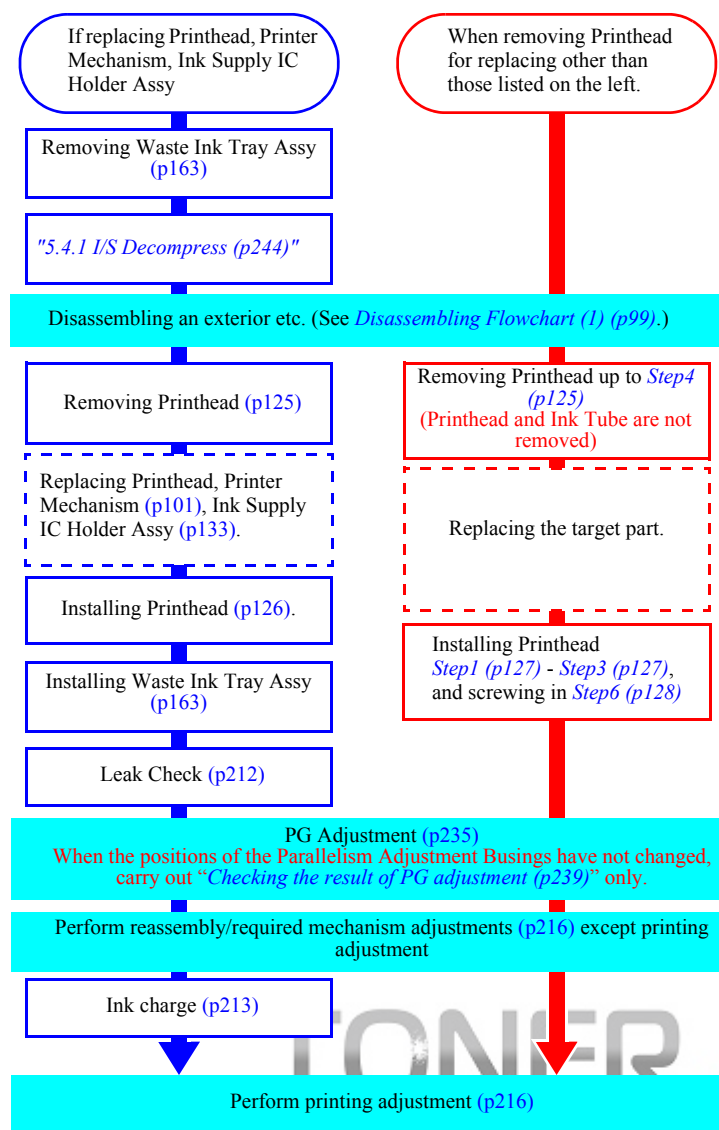 If replacing Printhead, Printer
Mechanism, Ink Supply IC
Holder Assy
When removing Printhead
for replacing other than
those listed on the left.
Removing Waste Ink Tray Assy
(p163)
"5.4.1 I/S Decompress (p244)"
Disassembling an exterior etc. (See Disassembling Flowchart (1) (p99).)
Removing Printhead (p125)
Removing Printhead up to Step4
(p125)
(Printhead and Ink Tube are not
removed)
Replacing Printhead, Printer
Mechanism (p101), Ink Supply
IC Holder Assy (p133).
Replacing the target part.
Installing Printhead (p126).
Installing Printhead
Step1 (p127) - Step3 (p127),
and screwing in Step6 (p128)
Installing Waste Ink Tray Assy
(p163)
Leak Check (p212)
PG Adjustment (p235)
When the positions of the Parallelism Adjustment Busings have not changed,
carry out “Checking the result of PG adjustment (p239)” only.
Perform reassembly/required mechanism adjustments (p216) except printing
adjustment
Ink charge (p213)
TONER
Perform printing adjustment (p216)